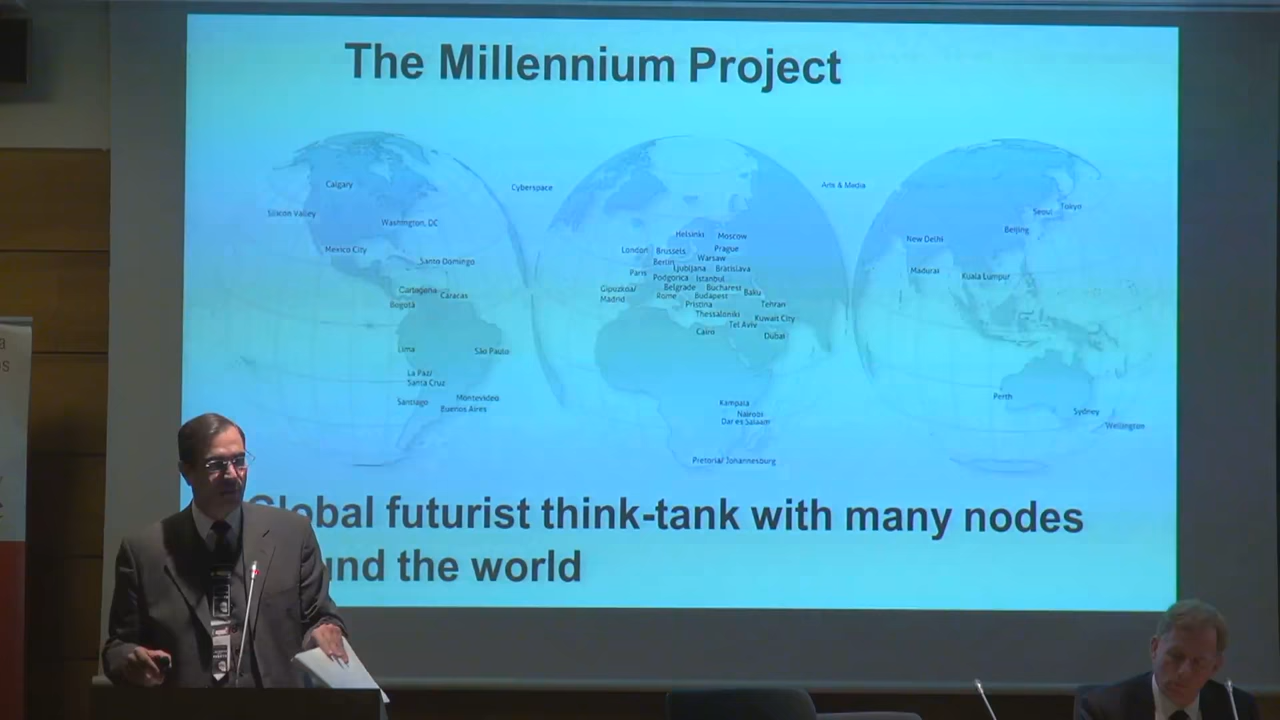 The Millennium Project
Calgary
Cyberspace
Arts & Media
Silicon Valley
Washington, DC
Mexico City
Santo Domingo
Cartagena
Caracas
Bogotá
Lima
São Paulo
La Paz/
Santa Cruz
Santiago
Montevideo
Buenos Aires
Helsinki
Moscow
London
Brussels
Prague
Warsaw
Berlin
Ljubljana
Bratislava
Paris
Podgorica
Istanbul
Gipuzkoa/
Madrid
Belgrade
Bucharest
Baku
Rome
Budapest
Pristina
Tehran
Thessaloniki
Kuwait City
Tel Aviv
Cairo
Dubai
Kampala
Nairobi
Dar es Salaam
Pretoria/ Johannesburg
Tokyo
Seoul
Beijing
New Delhi
Madurai
Kuala Lumpur
Perth
Sydney
Wellington
Global futurist think-tank with many nodes
und the world
a
os